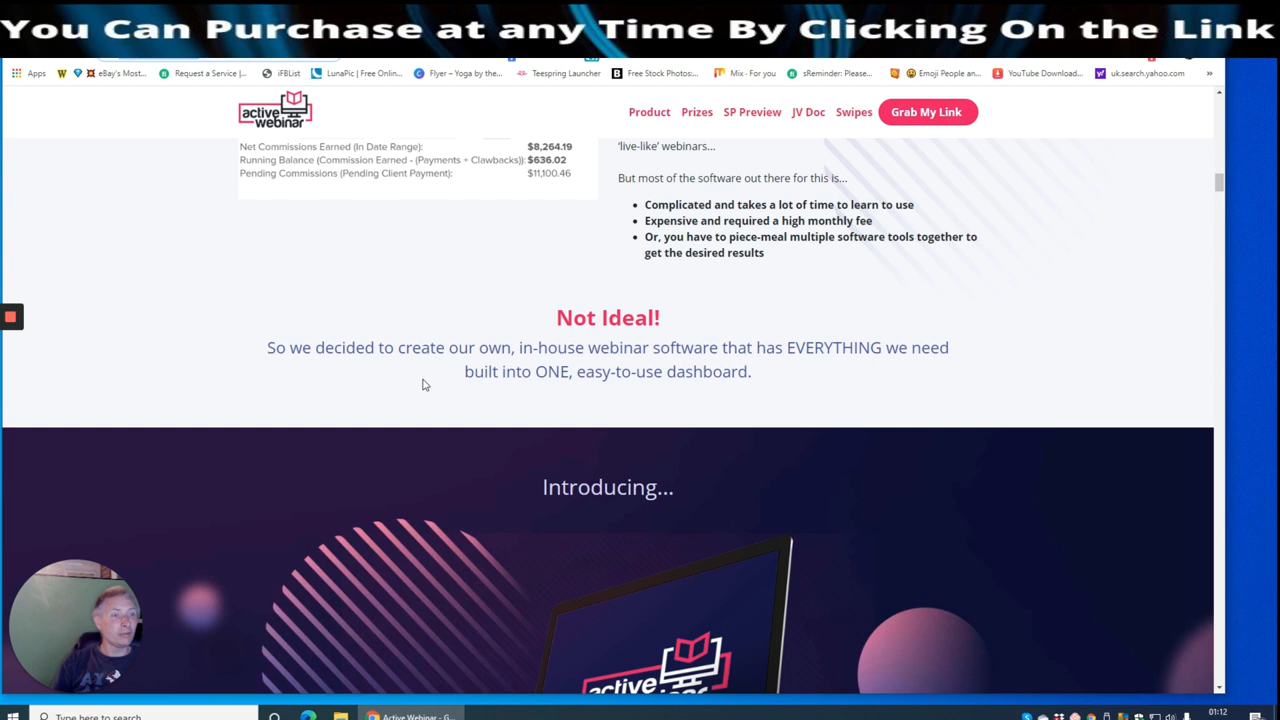 You Can Purchase at any Time By Clicking On the Link
Apps
eBay's Most...
Request a Service |...
iFBList
LunaPic | Free Onlin...
Flyer – Yoga by the...
Teespring Launcher
Free Stock Photos:...
Mix - For you
sReminder: Please...
Emoji People an...
YouTube Download...
uk.search.yahoo.com
»
active webinar
Product
Prizes
SP Preview
JV Doc
Swipes
Grab My Link
Net Commissions Earned (In Date Range): $8,264.19
Running Balance (Commission Earned - (Payments + Clawbacks)): $636.02
Pending Commissions (Pending Client Payment): $11,100.46
'live-like' webinars...
But most of the software out there for this is...
• Complicated and takes a lot of time to learn to use
• Expensive and required a high monthly fee
• Or, you have to piece-meal multiple software tools together to
get the desired results
Not Ideal!
So we decided to create our own, in-house webinar software that has EVERYTHING we need
built into ONE, easy-to-use dashboard.
Introducing...
active
Type here to search
Active Webinar - G...
01:12